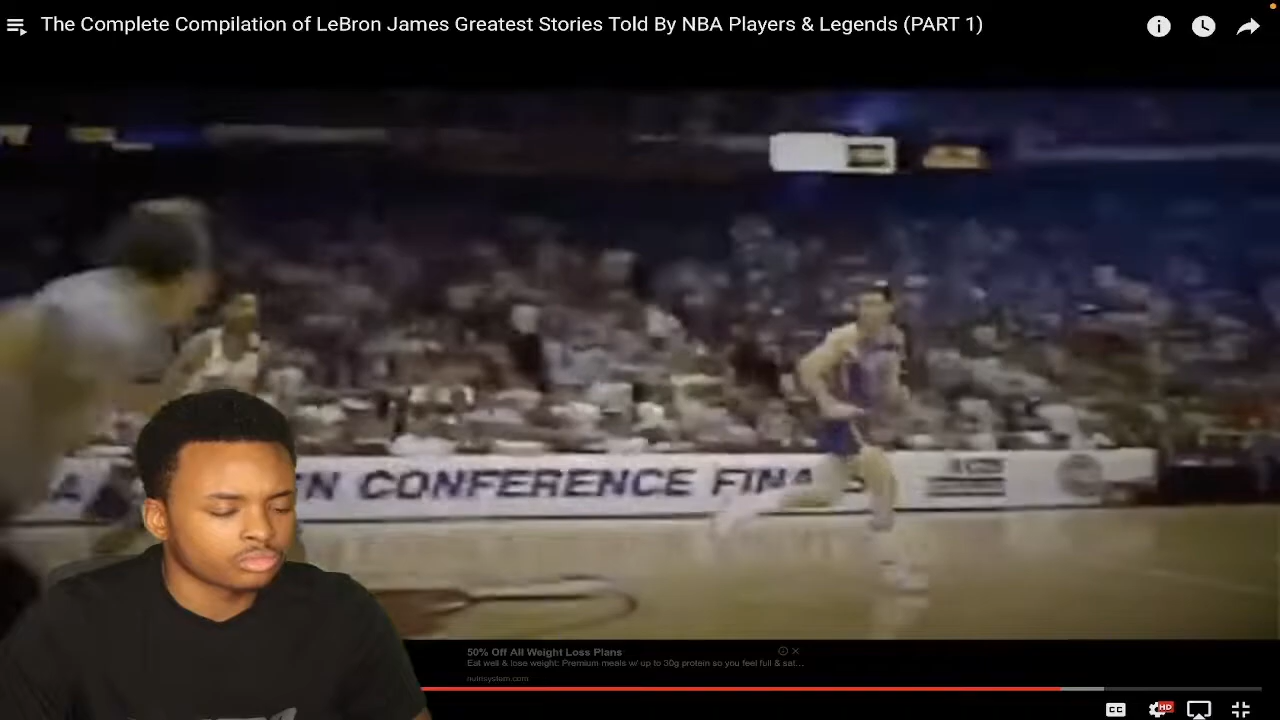 The Complete Compilation of LeBron James Greatest Stories Told By NBA Players & Legends (PART 1)
CONFERENCE FINALS
50% Off All Weight Loss Plans
Eat well & lose weight: Premium meals w/ up to 30g protein so you feel full & sat...
nutrisystem.com
CC
HD